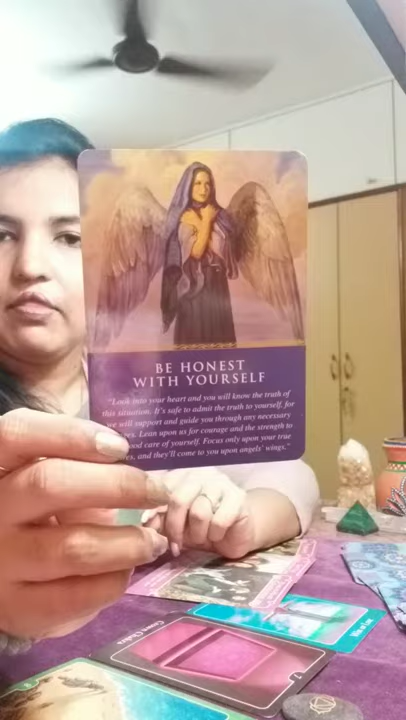 BE HONEST
WITH YOURSELF
"Look into your heart and you will know the truth of
this situation. It's safe to admit the truth to yourself, for
we will support and guide you through any necessary
Lean upon us for courage and the strength to
good care of yourself. Focus only upon your true
and they'll come to you upon angels' wings."
Crown Chakra
7